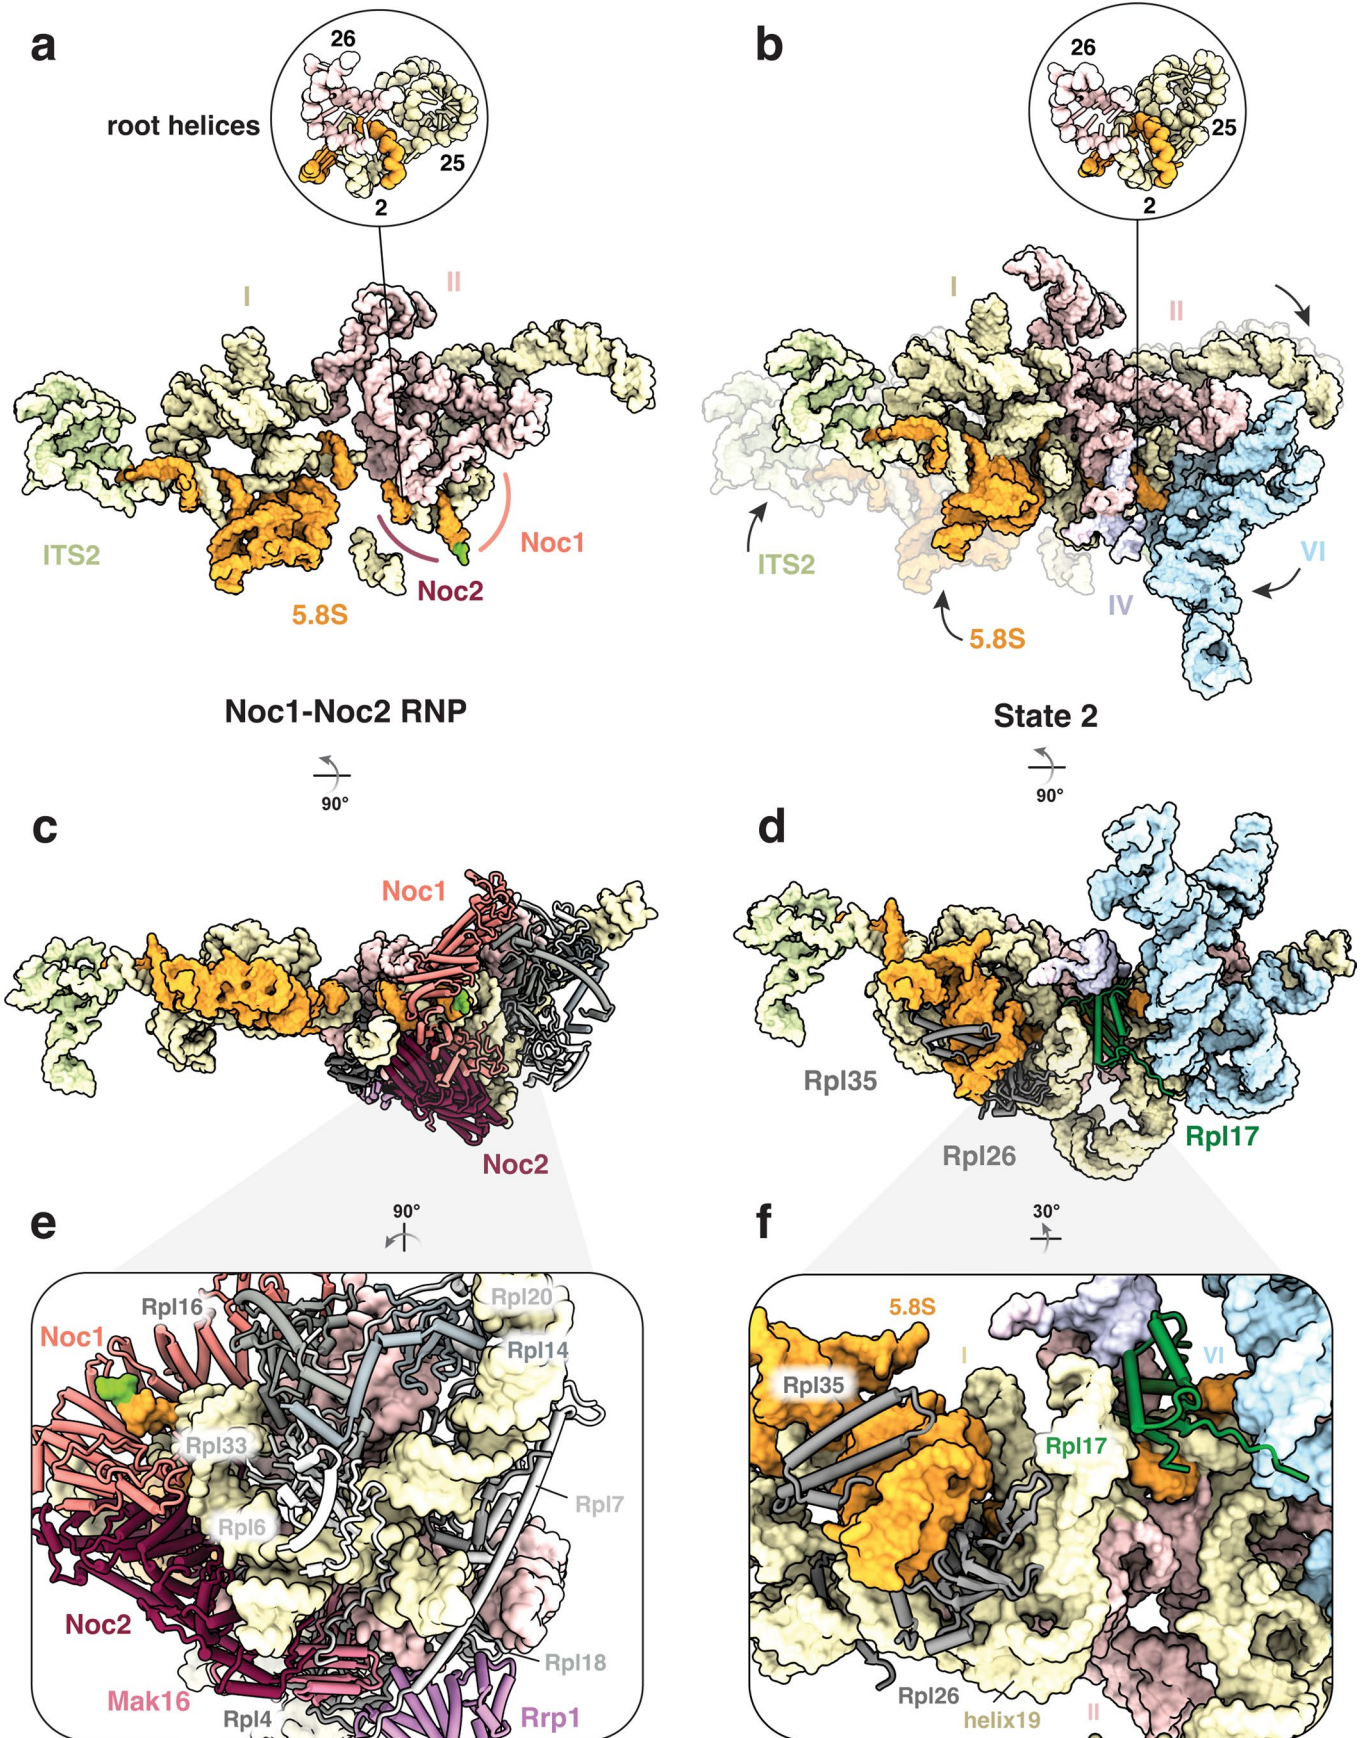 a
26
root helices
25
2
I
II
ITS2
Noc1
Noc2
5.8S
Noc1-Noc2 RNP
90°
b
26
25
2
I
II
ITS2
VI
IV
5.8S
State 2
90°
c
Noc1
Noc2
d
Rpl35
Rpl26
Rpl17
e
90°
Rpl16
Rpl20
Noc1
Rpl14
Rpl33
Rpl7
Rpl6
Noc2
Rpl18
Mak16
Rpl4
Rrp1
f
30°
5.8S
I
VI
Rpl35
Rpl17
Rpl26
helix19
II